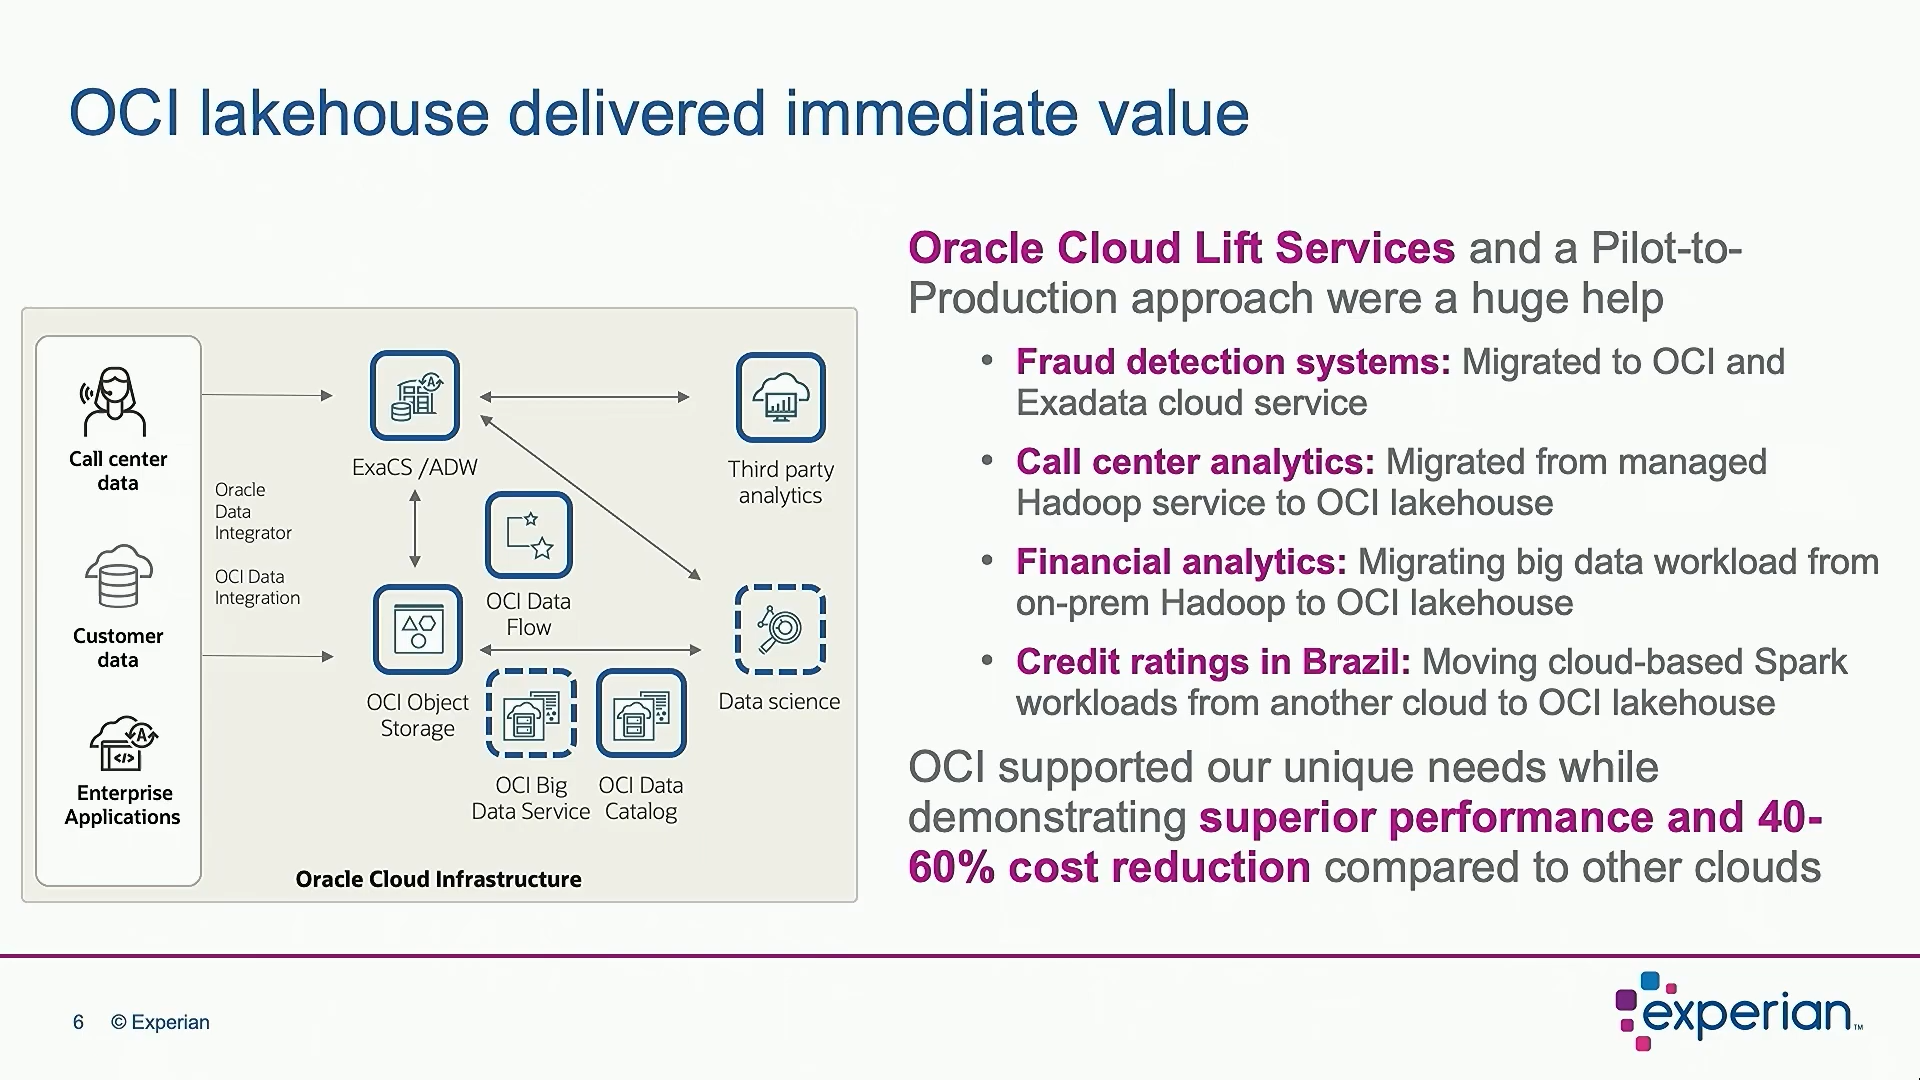 OCI lakehouse delivered immediate value
Call center
data
Customer
data
Enterprise
Applications
Oracle
Data
Integrator
OCI Data
Integration
ExaCS /ADW
Third party
analytics
OCI Data
Flow
OCI Object
Storage
Data science
OCI Big
Data Service
OCI Data
Catalog
Oracle Cloud Infrastructure
Oracle Cloud Lift Services and a Pilot-to-
Production approach were a huge help
• Fraud detection systems: Migrated to OCI and
Exadata cloud service
• Call center analytics: Migrated from managed
Hadoop service to OCI lakehouse
• Financial analytics: Migrating big data workload from
on-prem Hadoop to OCI lakehouse
• Credit ratings in Brazil: Moving cloud-based Spark
workloads from another cloud to OCI lakehouse
OCI supported our unique needs while
demonstrating superior performance and 40-
60% cost reduction compared to other clouds
6 © Experian
experian™